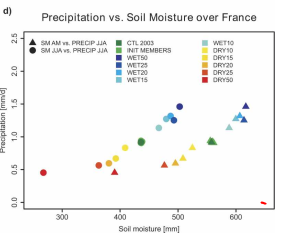 d)
Precipitation vs. Soil Moisture over France
SM AM vs. PRECIP JJA
SM JJA vs. PRECIP JJA
CTL 2003
INIT MEMBERS
WET50
WET25
WET20
WET15
WET10
DRY10
DRY15
DRY20
DRY25
DRY50
Precipitation [mm/d]
0.0 0.5 1.0 1.5 2.0 2.5
300 400 500 600
Soil moisture [mm]